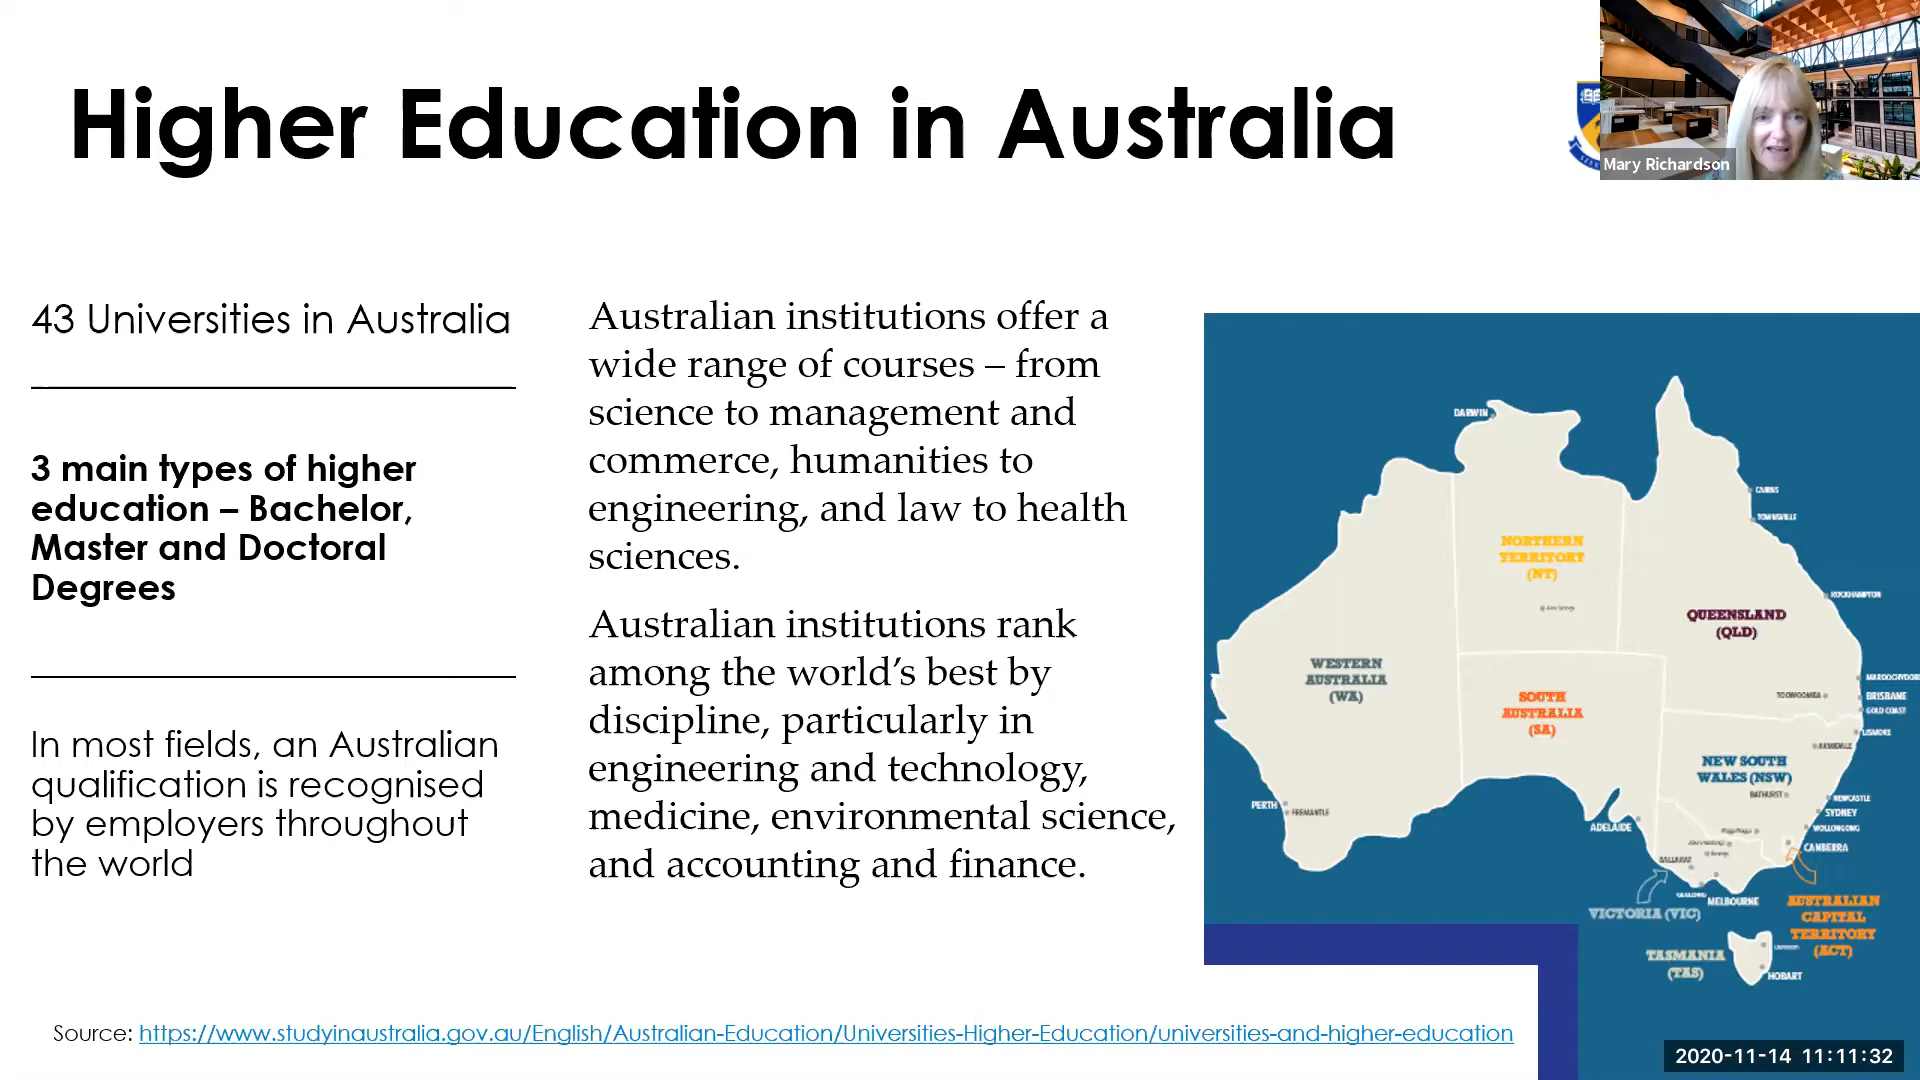 Higher Education in Australia
Mary Richardson
43 Universities in Australia
3 main types of higher
education – Bachelor,
Master and Doctoral
Degrees
In most fields, an Australian
qualification is recognised
by employers throughout
the world
Australian institutions offer a
wide range of courses – from
science to management and
commerce, humanities to
engineering, and law to health
sciences.
Australian institutions rank
among the world’s best by
discipline, particularly in
engineering and technology,
medicine, environmental science,
and accounting and finance.
DARWIN
CAIRNS
TOWNSVILLE
NORTHERN
TERRITORY
(NT)
Alice Springs
ROCKHAMPTON
QUEENSLAND
(QLD)
WESTERN
AUSTRALIA
(WA)
SOUTH
AUSTRALIA
(SA)
TOOWOOMBA
BRISBANE
GOLD COAST
LISMORE
ARMIDALE
NEW SOUTH
WALES (NSW)
BATHURST
NEWCASTLE
SYDNEY
WOLLONGONG
PERTH
FREMANTLE
ADELAIDE
CANBERRA
BALLARAT
GEELONG
MELBOURNE
VICTORIA (VIC)
AUSTRALIAN
CAPITAL
TERRITORY
(ACT)
TASMANIA
(TAS)
HOBART
Source: https://www.studyinaustralia.gov.au/English/Australian-Education/Universities-Higher-Education/universities-and-higher-education
2020-11-14 11:11:32